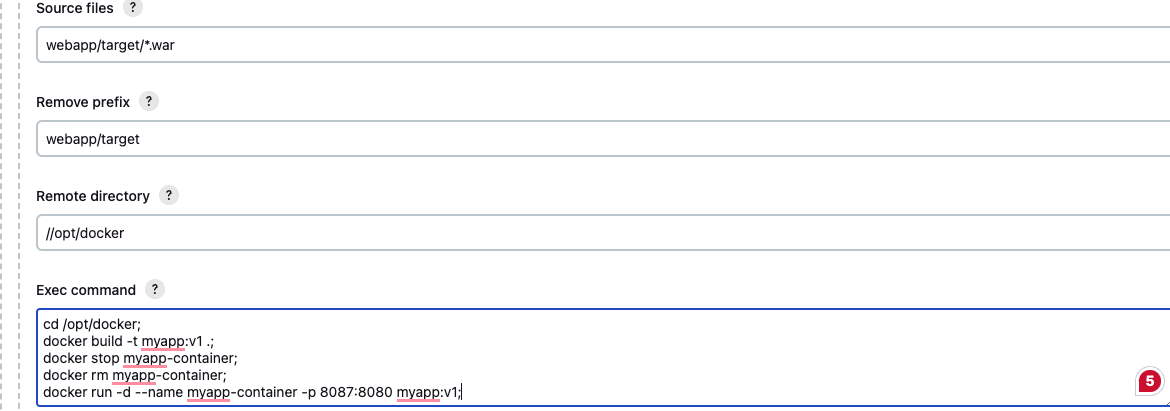 Source files ?
webapp/target/*.war
Remove prefix ?
webapp/target
Remote directory ?
//opt/docker
Exec command ?
cd /opt/docker;
docker build -t myapp:v1 .;
docker stop myapp-container;
docker rm myapp-container;
docker run -d --name myapp-container -p 8087:8080 myapp:v1;
5